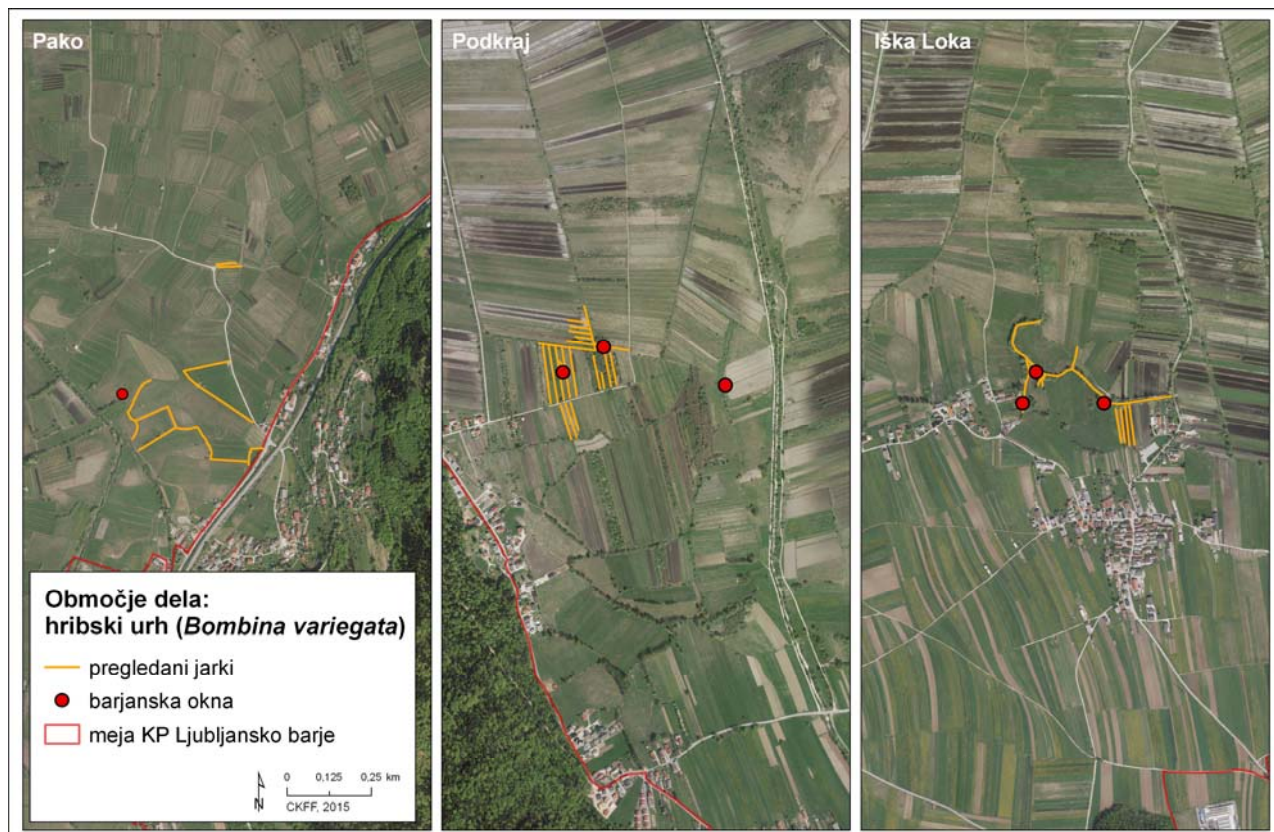 Pako
Podkraj
Iška Loka
Območje dela:
hribski urh (Bombina variegata)
pregledani jarki
barjanska okna
meja KP Ljubljansko barje
0 0,125 0,25 km
N
CKFF, 2015